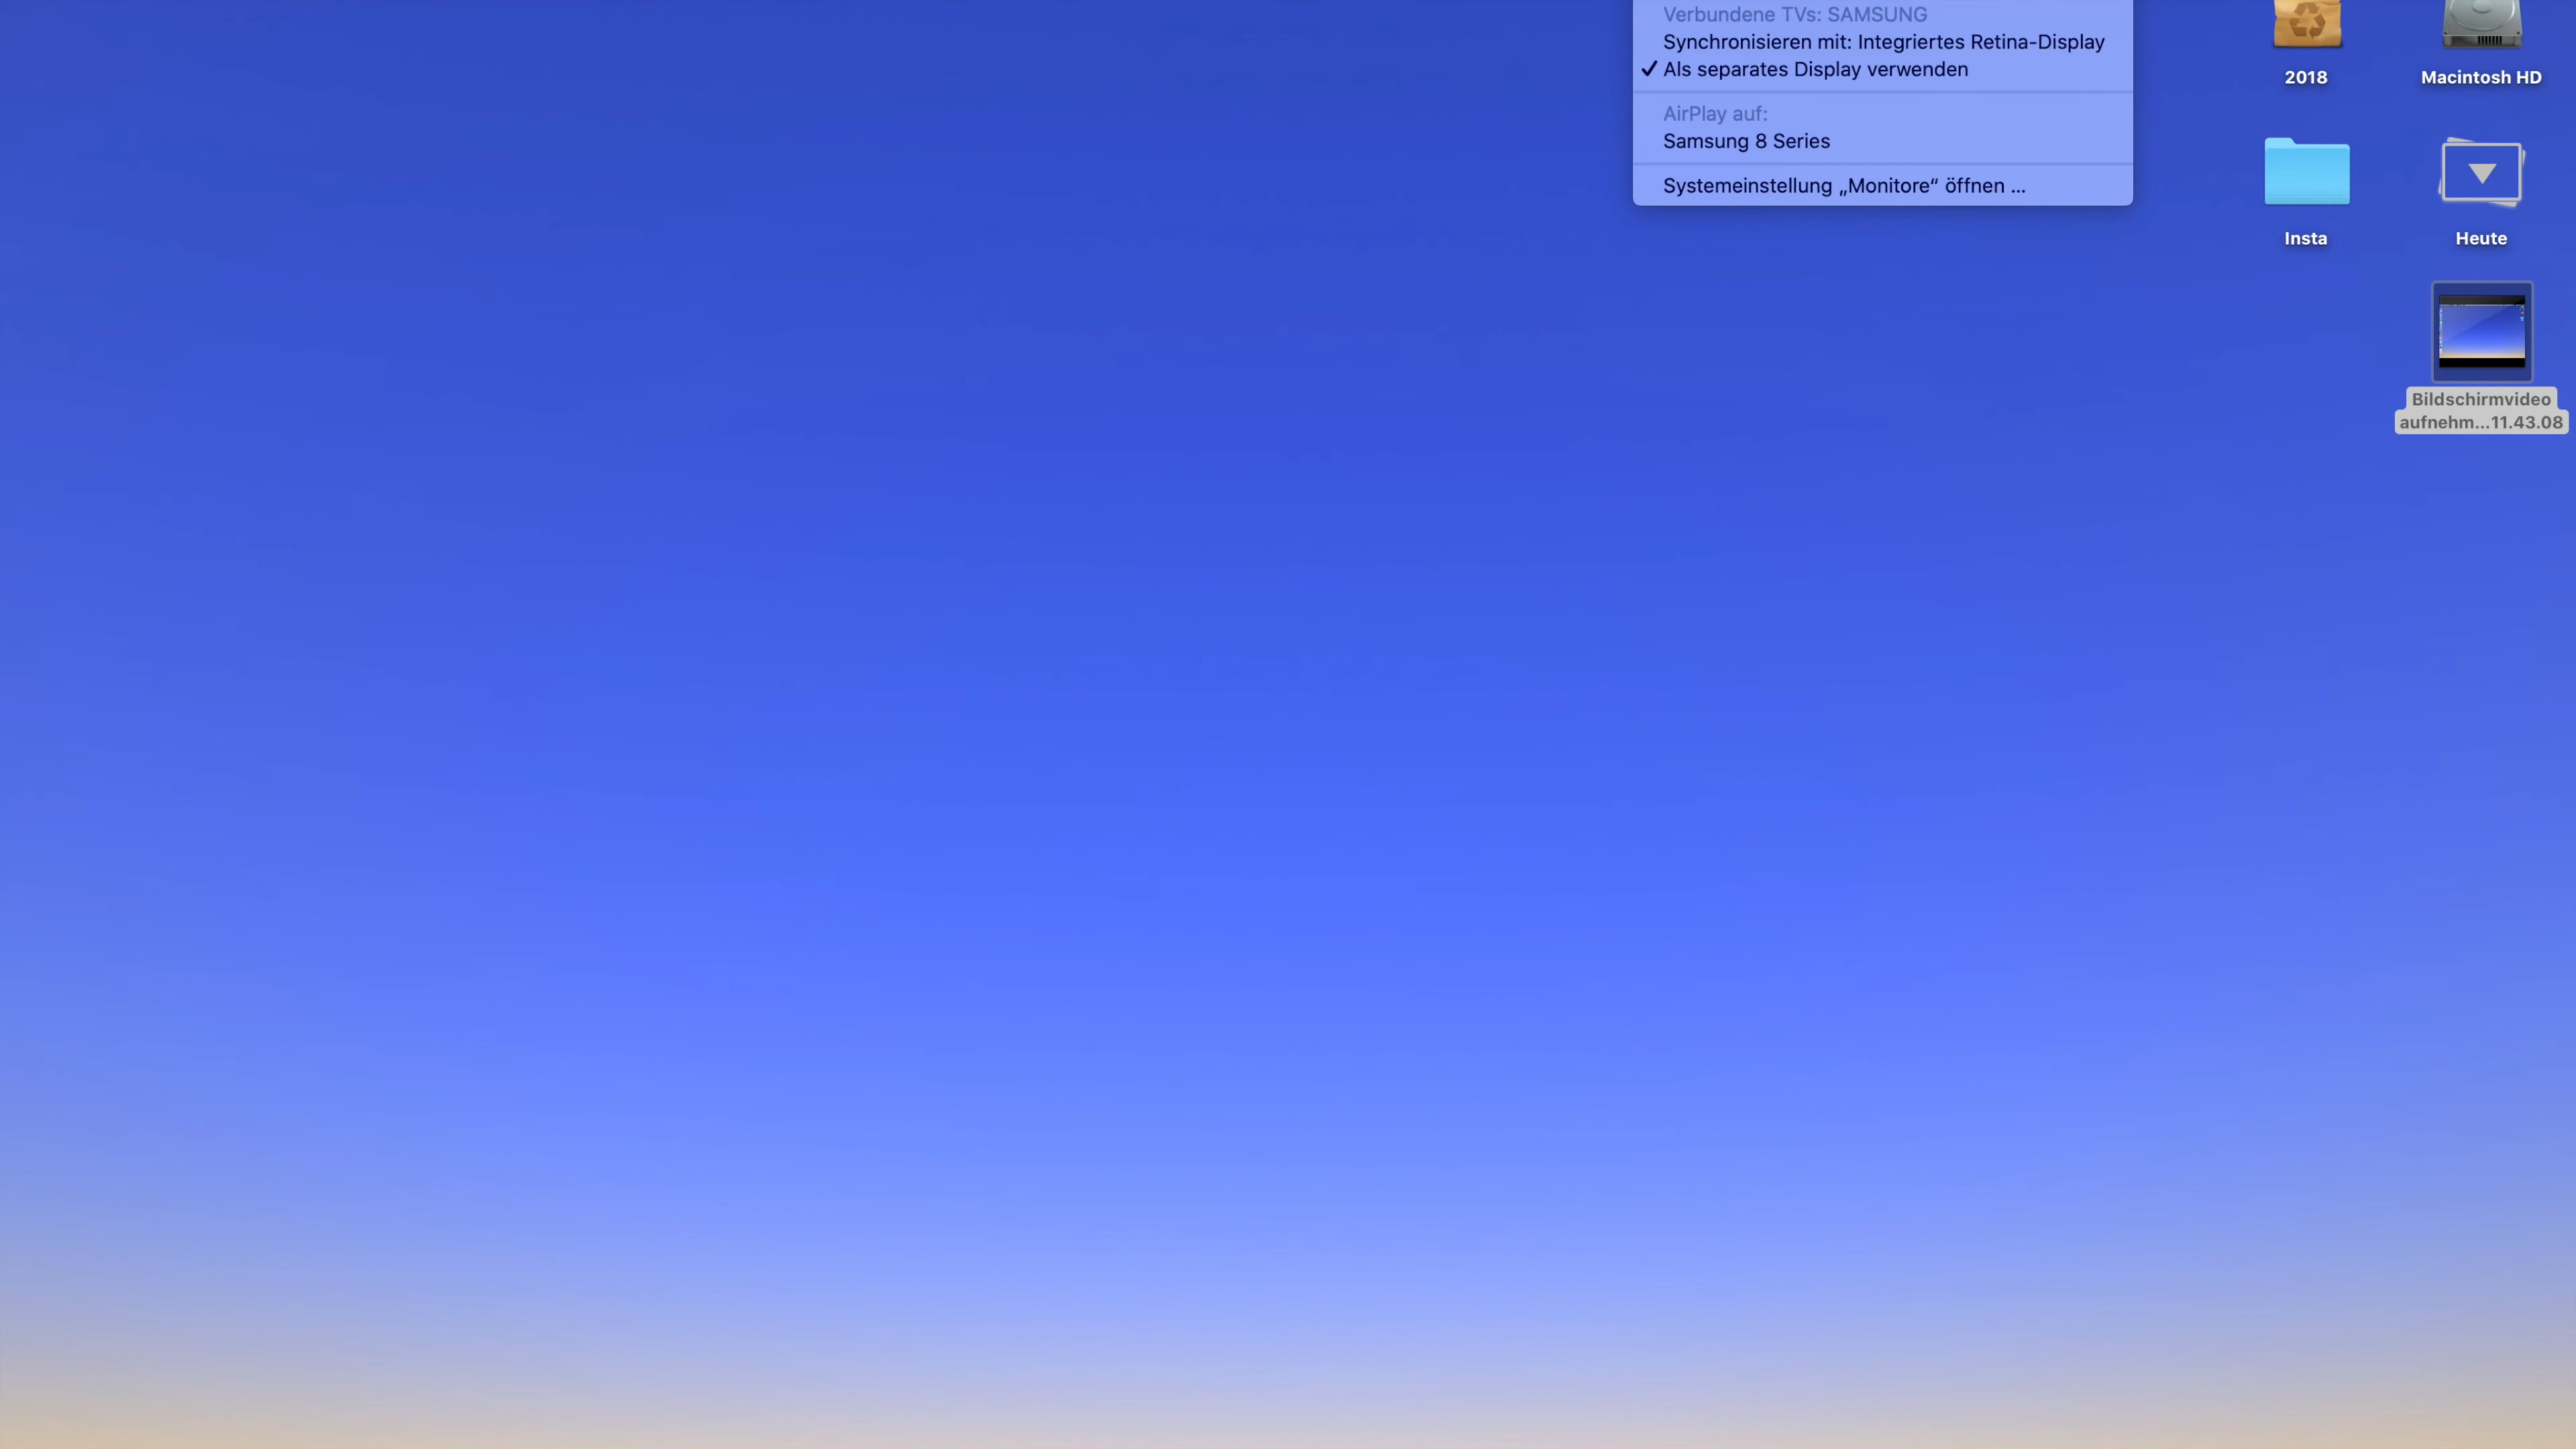 Verbundene TVs: SAMSUNG
Synchronisieren mit: Integriertes Retina-Display
✓ Als separates Display verwenden
AirPlay auf:
Samsung 8 Series
Systemeinstellung „Monitore“ öffnen ...
2018
Macintosh HD
Insta
Heute
Bildschirmvideo
aufnehm...11.43.08